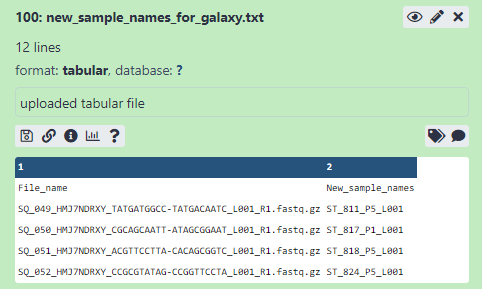 100: new_sample_names_for_galaxy.txt
12 lines
format: tabular, database: ?
uploaded tabular file
1 2
File_name New_sample_names
SQ_049_HMJ7NDRXY_TATGATGGCC-TATGACAATC_L001_R1.fastq.gz ST_811_P5_L001
SQ_050_HMJ7NDRXY_CGCAGCAATT-ATAGCGGAAT_L001_R1.fastq.gz ST_817_P1_L001
SQ_051_HMJ7NDRXY_ACGTTCCTTA-CACAGCGGTC_L001_R1.fastq.gz ST_818_P5_L001
SQ_052_HMJ7NDRXY_CCGCGTATAG-CCGGTTCCTA_L001_R1.fastq.gz ST_824_P5_L001